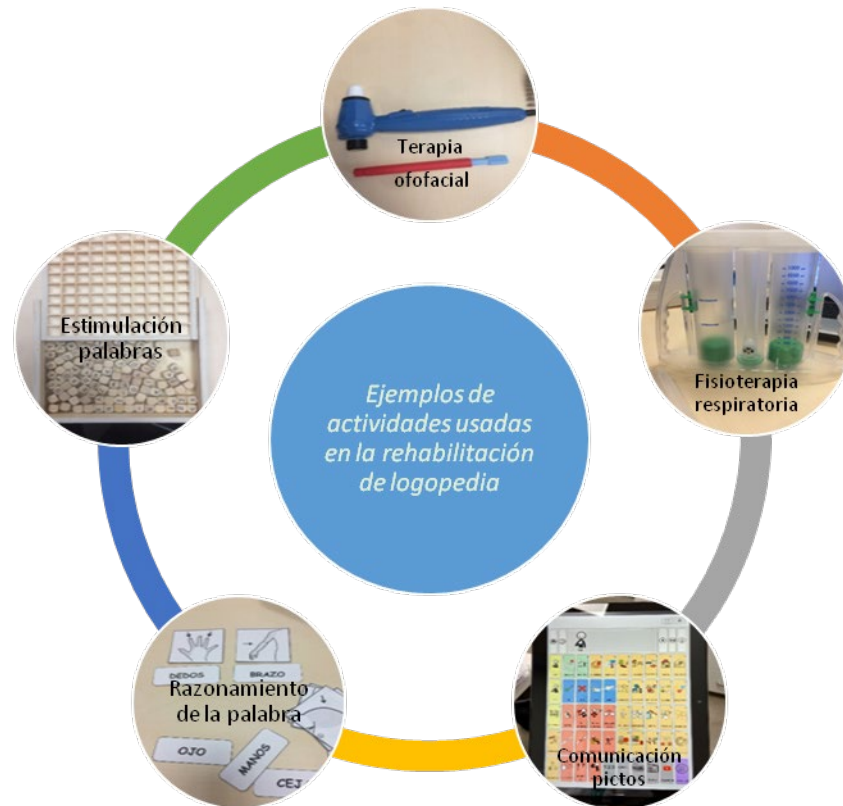 Terapia
ofofacial
Estimulación
palabras
Fisioterapia
respiratoria
Ejemplos de
actividades usadas
en la rehabilitación
de logopedia
DEDOS
BRAZO
Razonamiento
de la palabra
OJO
MANOS
CEJ
Comunicación
pictos